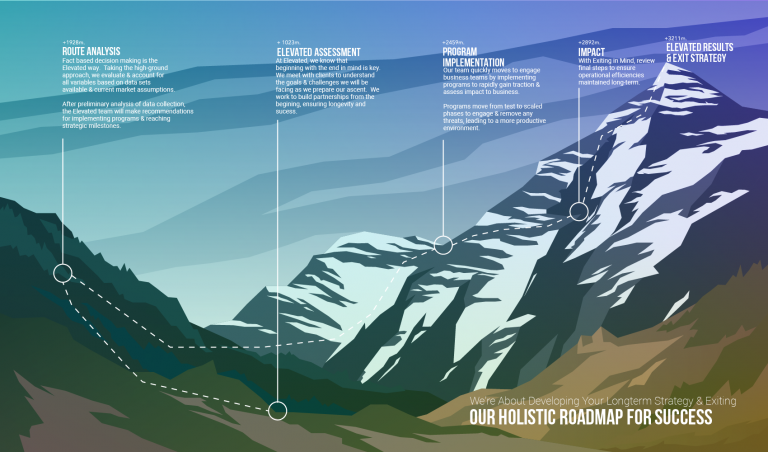 +1928m.
ROUTE ANALYSIS
Fact based decision making is the
Elevated way. Taking the high-ground
approach, we evaluate & account for
all variables based on data sets
available & current market assumptions.
After preliminary analysis of data collection,
the Elevated team will make recommendations
for implementing programs & reaching
strategic milestones.
+ 1023m.
ELEVATED ASSESSMENT
At Elevated, we know that
beginning with the end in mind is key.
We meet with clients to understand
the goals & challenges we will be
facing as we prepare our ascent. We
work to build partnerships from the
begining, ensuring longevity and
success.
+2459m.
PROGRAM
IMPLEMENTATION
Our team quickly moves to engage
business teams by implementing
programs to rapidly gain traction &
assess impact to business.
Programs move from test to scaled
phases to engage & remove any
threats, leading to a more productive
environment.
+2892m.
IMPACT
With Exiting in Mind, review
final steps to ensure
operational efficiencies
maintained long-term.
+3211m.
ELEVATED RESULTS
& EXIT STRATEGY
We're About Developing Your Longterm Strategy & Exiting
OUR HOLISTIC ROADMAP FOR SUCCESS